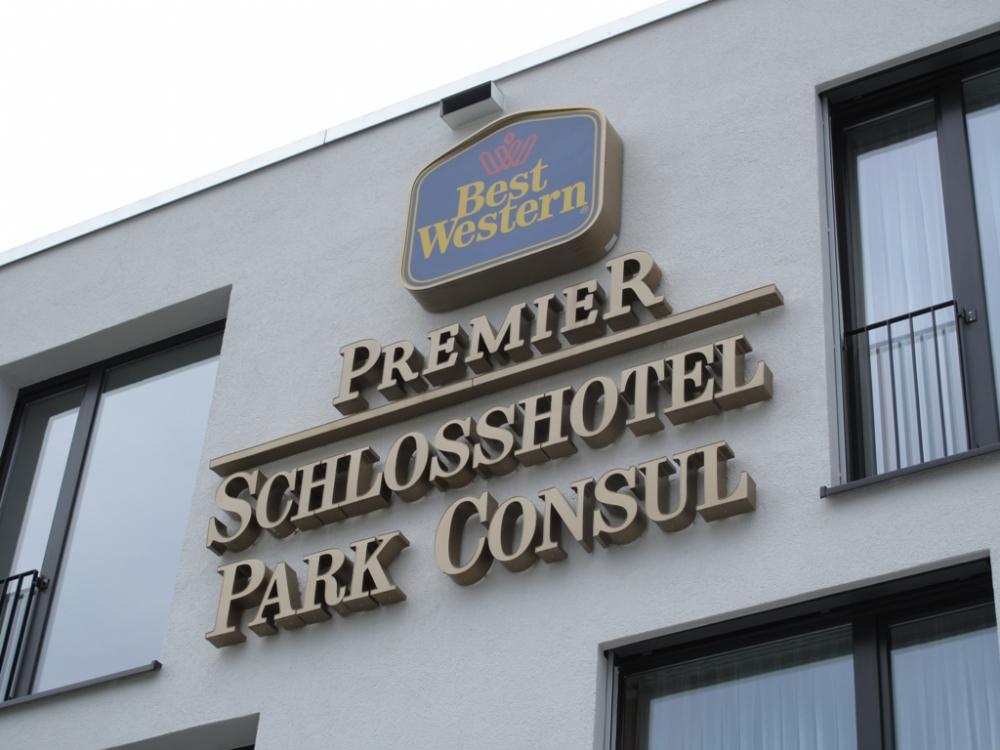 Best
Western®
PREMIER
SCHLOSSHOTEL
PARK CONSUL